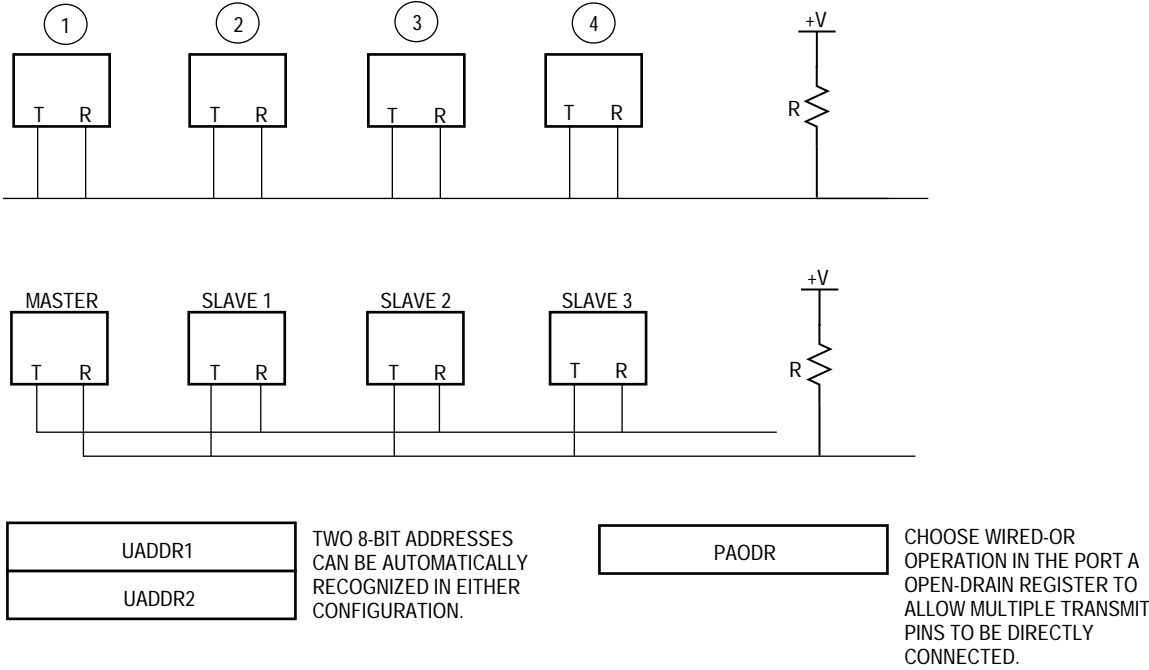 1 2 3 4
+V
T R T R T R T R
R
+V
MASTER SLAVE 1 SLAVE 2 SLAVE 3
T R T R T R T R
R
UADDR1
UADDR2
TWO 8-BIT ADDRESSES
CAN BE AUTOMATICALLY
RECOGNIZED IN EITHER
CONFIGURATION.
PAODR
CHOOSE WIRED-OR
OPERATION IN THE PORT A
OPEN-DRAIN REGISTER TO
ALLOW MULTIPLE TRANSMIT
PINS TO BE DIRECTLY
CONNECTED.